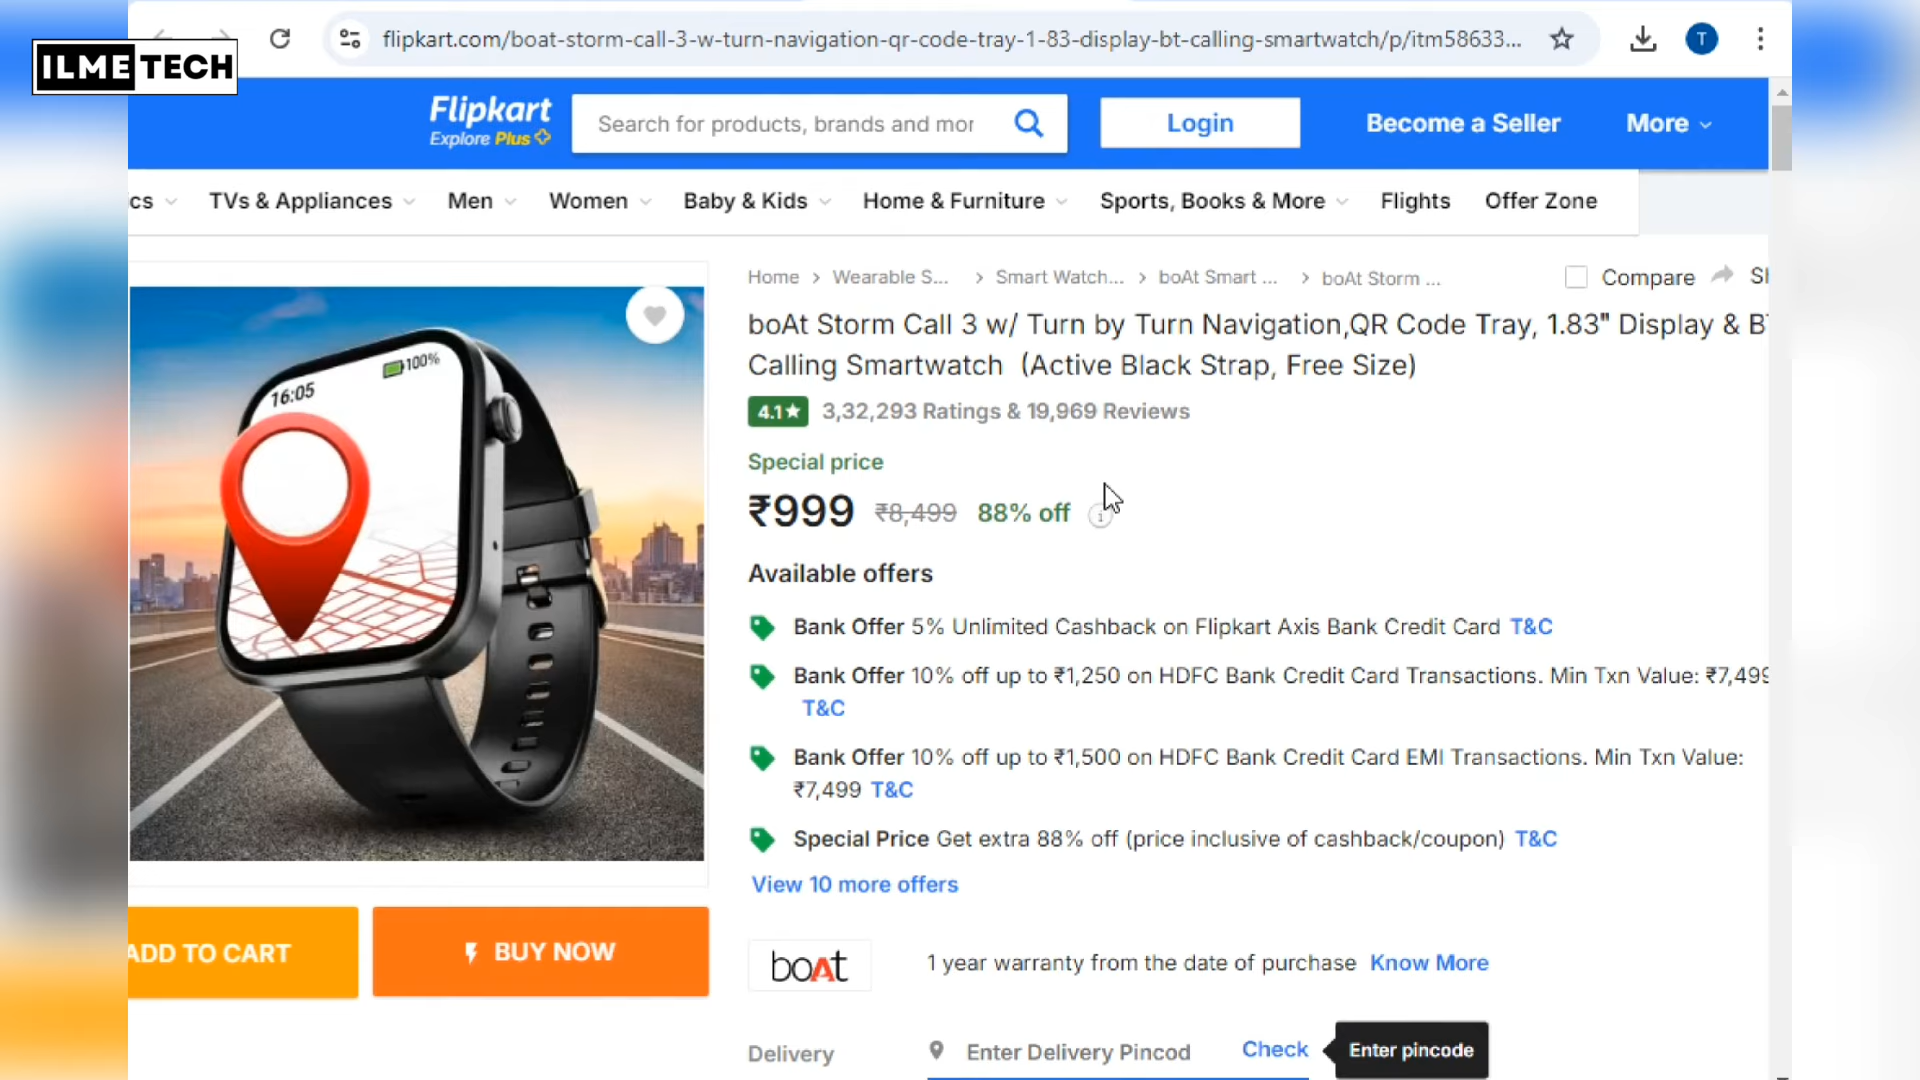 ILME TECH
flipkart.com/boat-storm-call-3-w-turn-navigation-qr-code-tray-1-83-display-bt-calling-smartwatch/p/itm58633...
T
Flipkart
Explore Plus
Search for products, brands and mor
Login
Become a Seller
More
ics
TVs & Appliances
Men
Women
Baby & Kids
Home & Furniture
Sports, Books & More
Flights
Offer Zone
Home > Wearable S... > Smart Watch... > boAt Smart ... > boAt Storm ...
Compare
Sh
boAt Storm Call 3 w/ Turn by Turn Navigation,QR Code Tray, 1.83" Display & BT
Calling Smartwatch (Active Black Strap, Free Size)
16:05
100%
4.1★ 3,32,293 Ratings & 19,969 Reviews
Special price
₹999 ₹8,499 88% off i
Available offers
Bank Offer 5% Unlimited Cashback on Flipkart Axis Bank Credit Card T&C
Bank Offer 10% off up to ₹1,250 on HDFC Bank Credit Card Transactions. Min Txn Value: ₹7,499
T&C
Bank Offer 10% off up to ₹1,500 on HDFC Bank Credit Card EMI Transactions. Min Txn Value:
₹7,499 T&C
Special Price Get extra 88% off (price inclusive of cashback/coupon) T&C
View 10 more offers
ADD TO CART
BUY NOW
boAt
1 year warranty from the date of purchase Know More
Delivery
Enter Delivery Pincod
Check
Enter pincode